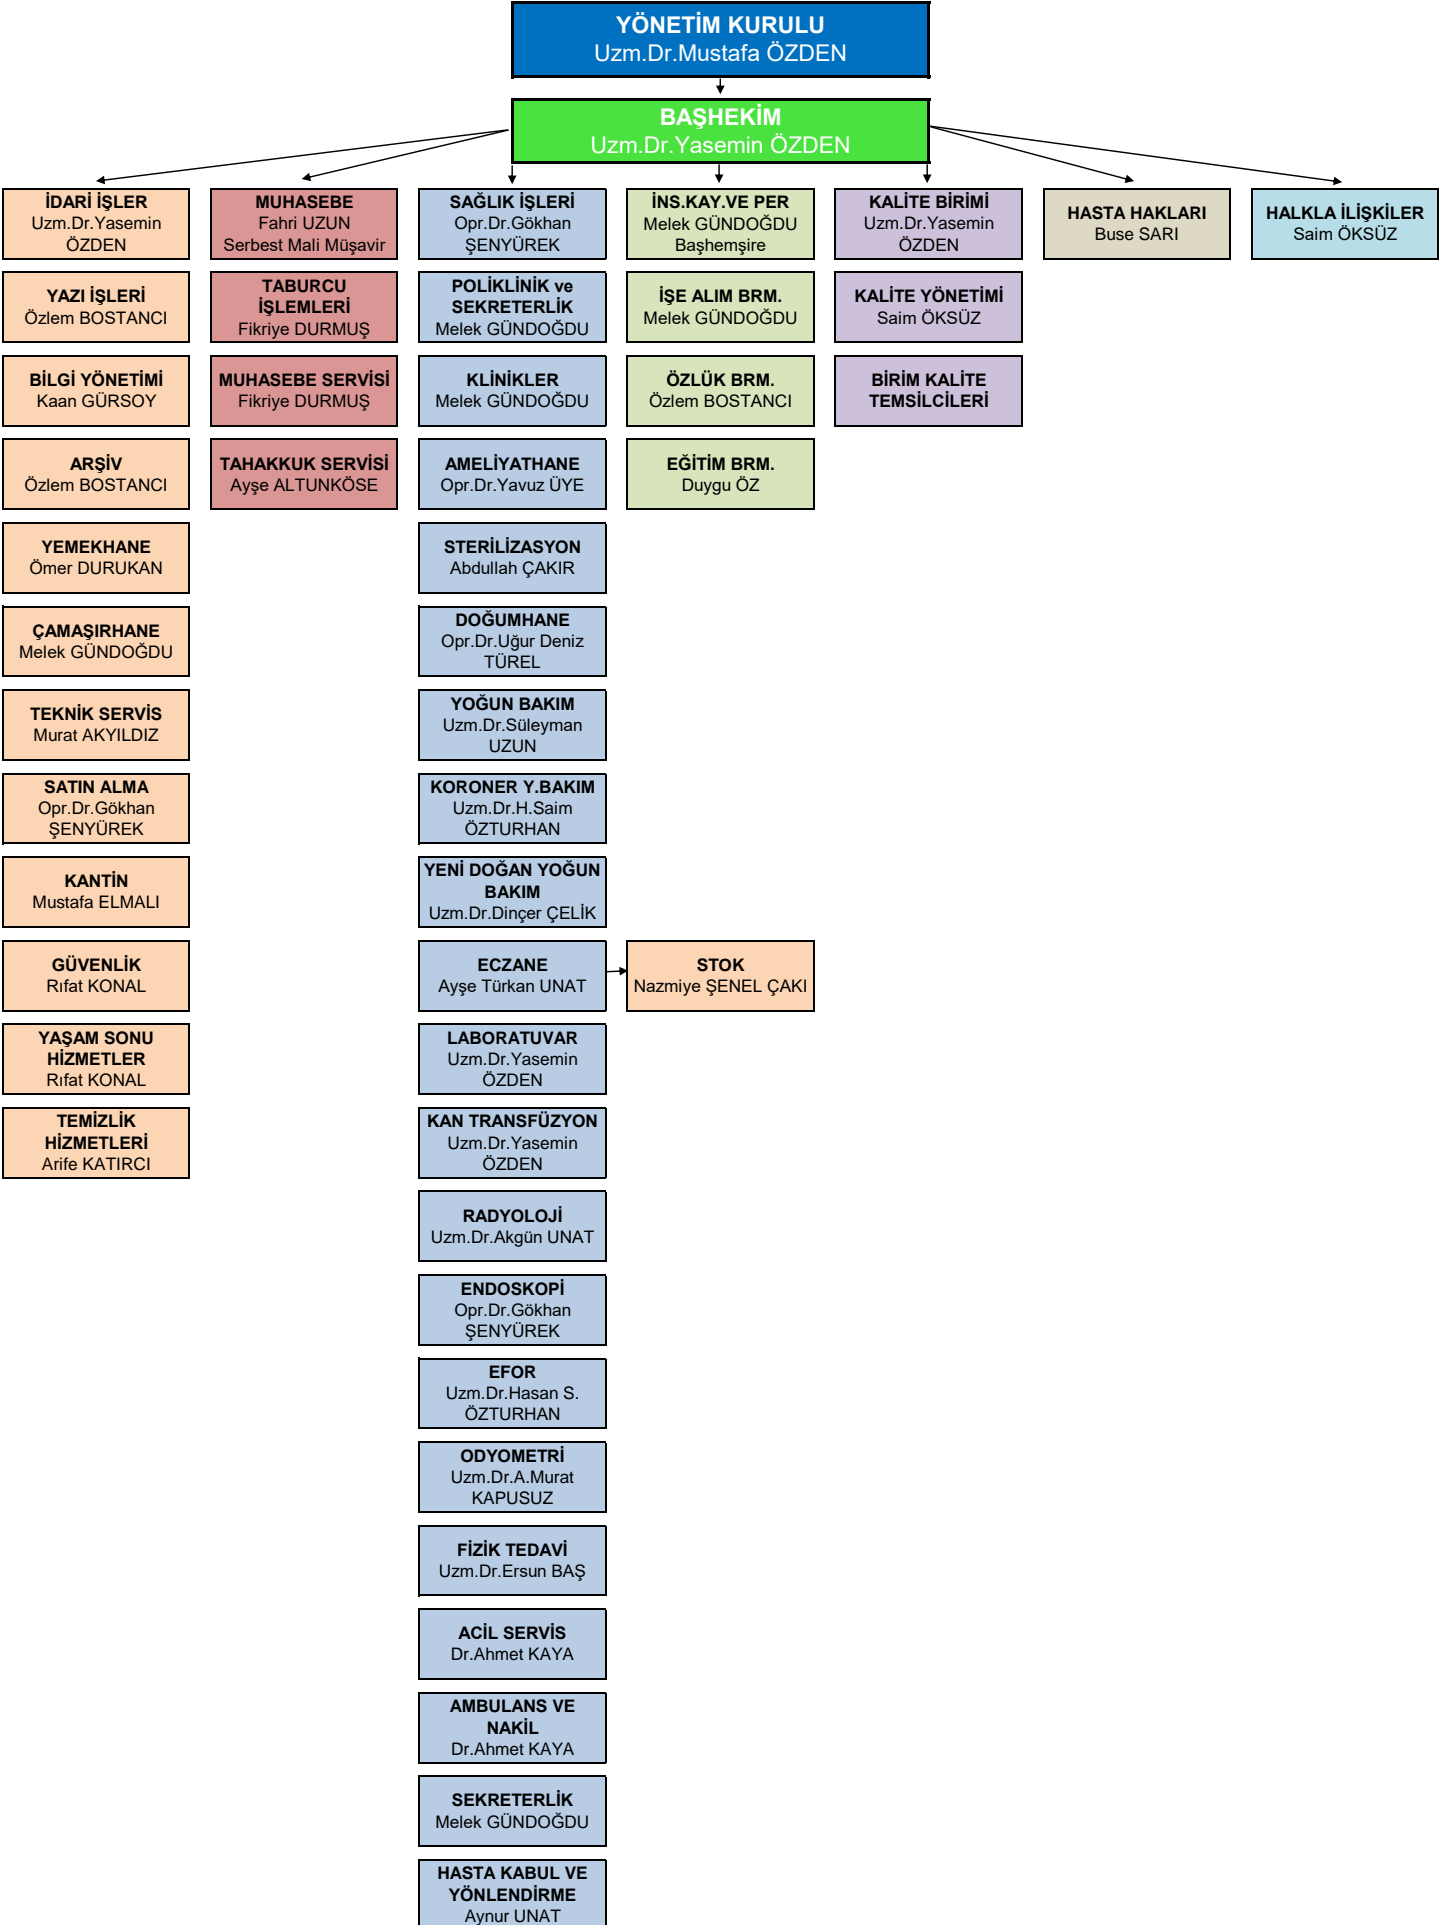 YÖNETİM KURULU
Uzm.Dr.Mustafa ÖZDEN
BAŞHEKİM
Uzm.Dr.Yasemin ÖZDEN
İDARİ İŞLER
Uzm.Dr.Yasemin
ÖZDEN
MUHASEBE
Fahri UZUN
Serbest Mali Müşavir
SAĞLIK İŞLERİ
Opr.Dr.Gökhan
ŞENYÜREK
İNS.KAY.VE PER
Melek GÜNDOĞDU
Başhemşire
KALİTE BİRİMİ
Uzm.Dr.Yasemin
ÖZDEN
HASTA HAKLARI
Buse SARI
HALKLA İLİŞKİLER
Saim ÖKSÜZ
YAZI İŞLERİ
Özlem BOSTANCI
TABURCU
İŞLEMLERİ
Fikriye DURMUŞ
POLİKLİNİK ve
SEKRETERLİK
Melek GÜNDOĞDU
İŞE ALIM BRM.
Melek GÜNDOĞDU
KALİTE YÖNETİMİ
Saim ÖKSÜZ
BİLGİ YÖNETİMİ
Kaan GÜRSOY
MUHASEBE SERVİSİ
Fikriye DURMUŞ
KLİNİKLER
Melek GÜNDOĞDU
ÖZLÜK BRM.
Özlem BOSTANCI
BİRİM KALİTE
TEMSİLCİLERİ
ARŞİV
Özlem BOSTANCI
TAHAKKUK SERVİSİ
Ayşe ALTUNKÖSE
AMELİYATHANE
Opr.Dr.Yavuz ÜYE
EĞİTİM BRM.
Duygu ÖZ
YEMEKHANE
Ömer DURUKAN
STERİLİZASYON
Abdullah ÇAKIR
ÇAMAŞIRHANE
Melek GÜNDOĞDU
DOĞUMHANE
Opr.Dr.Uğur Deniz
TÜREL
TEKNİK SERVİS
Murat AKYILDIZ
YOĞUN BAKIM
Uzm.Dr.Süleyman
UZUN
SATIN ALMA
Opr.Dr.Gökhan
ŞENYÜREK
KORONER Y.BAKIM
Uzm.Dr.H.Saim
ÖZTURHAN
KANTİN
Mustafa ELMALI
YENİ DOĞAN YOĞUN
BAKIM
Uzm.Dr.Dinçer ÇELİK
GÜVENLİK
Rıfat KONAL
ECZANE
Ayşe Türkan UNAT
STOK
Nazmiye ŞENEL ÇAKI
YAŞAM SONU
HİZMETLER
Rıfat KONAL
LABORATUVAR
Uzm.Dr.Yasemin
ÖZDEN
TEMİZLİK
HİZMETLERİ
Arife KATIRCI
KAN TRANSFÜZYON
Uzm.Dr.Yasemin
ÖZDEN
RADYOLOJİ
Uzm.Dr.Akgün UNAT
ENDOSKOPİ
Opr.Dr.Gökhan
ŞENYÜREK
EFOR
Uzm.Dr.Hasan S.
ÖZTURHAN
ODYOMETRİ
Uzm.Dr.A.Murat
KAPUSUZ
FİZİK TEDAVİ
Uzm.Dr.Ersun BAŞ
ACİL SERVİS
Dr.Ahmet KAYA
AMBULANS VE
NAKİL
Dr.Ahmet KAYA
SEKRETERLİK
Melek GÜNDOĞDU
HASTA KABUL VE
YÖNLENDİRME
Aynur UNAT